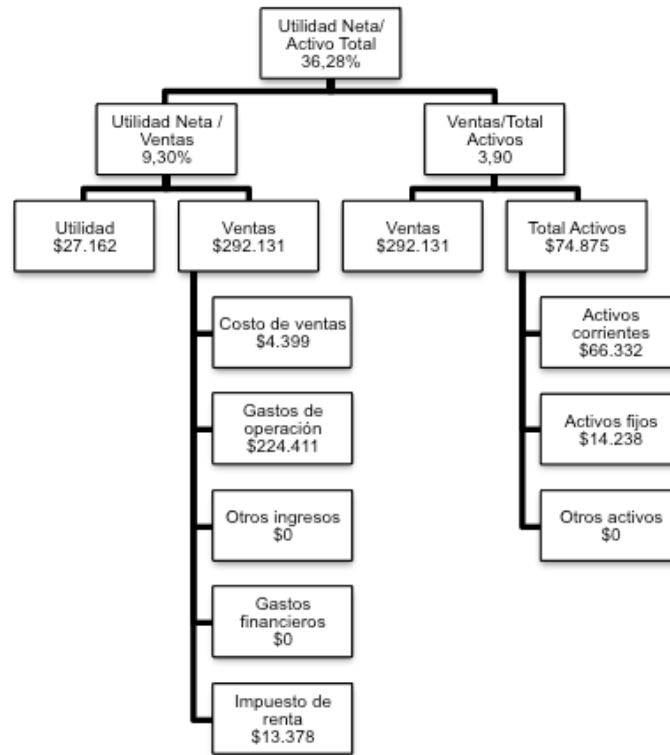 Utilidad Neta/
Activo Total
36,28%
Utilidad Neta /
Ventas
9,30%
Ventas/Total
Activos
3,90
Utilidad
$27.162
Ventas
$292.131
Ventas
$292.131
Total Activos
$74.875
Costo de ventas
$4.399
Gastos de
operación
$224.411
Otros ingresos
$0
Gastos
financieros
$0
Impuesto de
renta
$13.378
Activos
corrientes
$66.332
Activos fijos
$14.238
Otros activos
$0